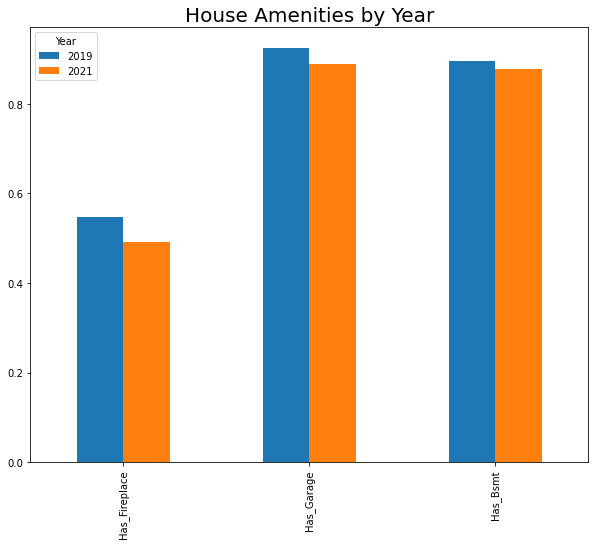 House Amenities by Year
Year
2019
2021
0.8
0.6
0.4
0.2
0.0
Has_Fireplace
Has_Garage
Has_Bsmt